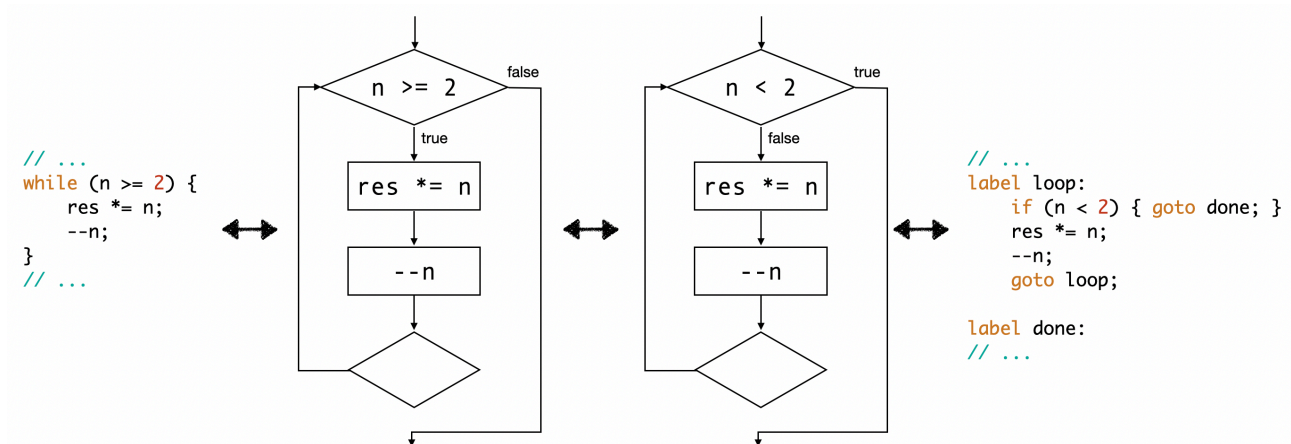 // ...
while (n >= 2) {
    res *= n;
    --n;
}
// ...
n >= 2
false
true
res *= n
--n
n < 2
true
false
res *= n
--n
// ...
label loop:
    if (n < 2) { goto done; }
    res *= n;
    --n;
    goto loop;
label done:
// ...